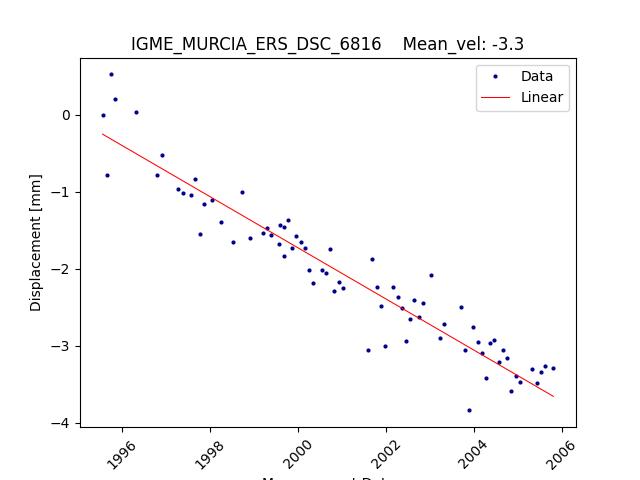 IGME_MURCIA_ERS_DSC_6816 Mean_vel: -3.3
Data
Linear
Displacement [mm]
0
−1
−2
−3
−4
1996
1998
2000
2002
2004
2006